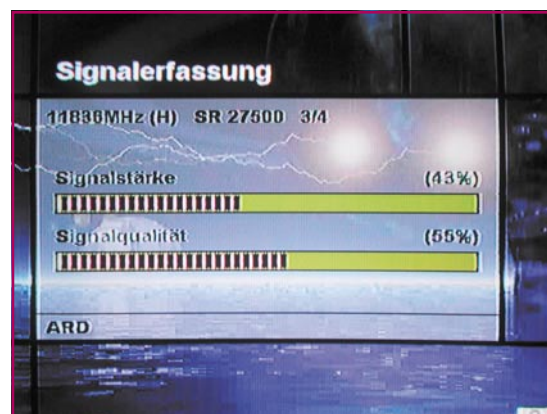 Signalerfassung
11836MHz (H) SR 27500 3/4
Signalstärke (43%)
Signalqualität (55%)
ARD